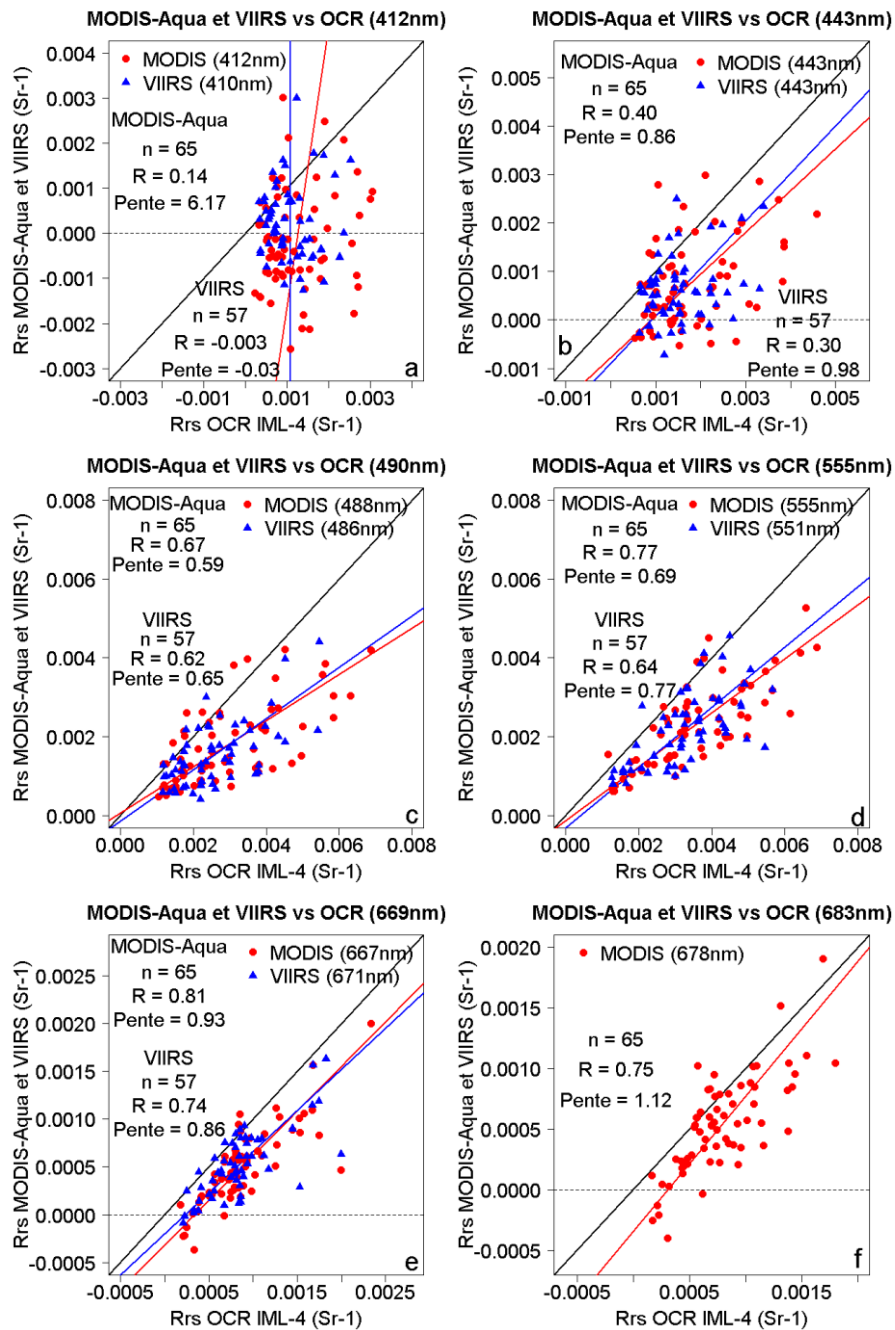 MODIS-Aqua et VIIRS vs OCR (412nm)
MODIS (412nm)
VIIRS (410nm)
MODIS-Aqua
n = 65
R = 0.14
Pente = 6.17
VIIRS
n = 57
R = -0.003
Pente = -0.03
a
0.004
0.003
0.002
0.001
0.000
-0.001
-0.002
-0.003
-0.003
-0.001
0.001
0.003
Rrs MODIS-Aqua et VIIRS (Sr-1)
Rrs OCR IML-4 (Sr-1)
MODIS-Aqua et VIIRS vs OCR (443nm)
MODIS-Aqua
n = 65
R = 0.40
Pente = 0.86
MODIS (443nm)
VIIRS (443nm)
VIIRS
n = 57
R = 0.30
Pente = 0.98
b
0.005
0.004
0.003
0.002
0.001
0.000
-0.001
-0.001
0.001
0.003
0.005
Rrs MODIS-Aqua et VIIRS (Sr-1)
Rrs OCR IML-4 (Sr-1)
MODIS-Aqua et VIIRS vs OCR (490nm)
MODIS-Aqua
n = 65
R = 0.67
Pente = 0.59
MODIS (488nm)
VIIRS (486nm)
VIIRS
n = 57
R = 0.62
Pente = 0.65
c
0.008
0.006
0.004
0.002
0.000
0.000
0.002
0.004
0.006
0.008
Rrs MODIS-Aqua et VIIRS (Sr-1)
Rrs OCR IML-4 (Sr-1)
MODIS-Aqua et VIIRS vs OCR (555nm)
MODIS-Aqua
n = 65
R = 0.77
Pente = 0.69
MODIS (555nm)
VIIRS (551nm)
VIIRS
n = 57
R = 0.64
Pente = 0.77
d
0.008
0.006
0.004
0.002
0.000
0.000
0.002
0.004
0.006
0.008
Rrs MODIS-Aqua et VIIRS (Sr-1)
Rrs OCR IML-4 (Sr-1)
MODIS-Aqua et VIIRS vs OCR (669nm)
MODIS-Aqua
n = 65
R = 0.81
Pente = 0.93
MODIS (667nm)
VIIRS (671nm)
VIIRS
n = 57
R = 0.74
Pente = 0.86
e
0.0025
0.0020
0.0015
0.0010
0.0005
0.0000
-0.0005
-0.0005
0.0005
0.0015
0.0025
Rrs MODIS-Aqua et VIIRS (Sr-1)
Rrs OCR IML-4 (Sr-1)
MODIS-Aqua et VIIRS vs OCR (683nm)
MODIS (678nm)
n = 65
R = 0.75
Pente = 1.12
f
0.0020
0.0015
0.0010
0.0005
0.0000
-0.0005
-0.0005
0.0005
0.0015
Rrs MODIS-Aqua et VIIRS (Sr-1)
Rrs OCR IML-4 (Sr-1)